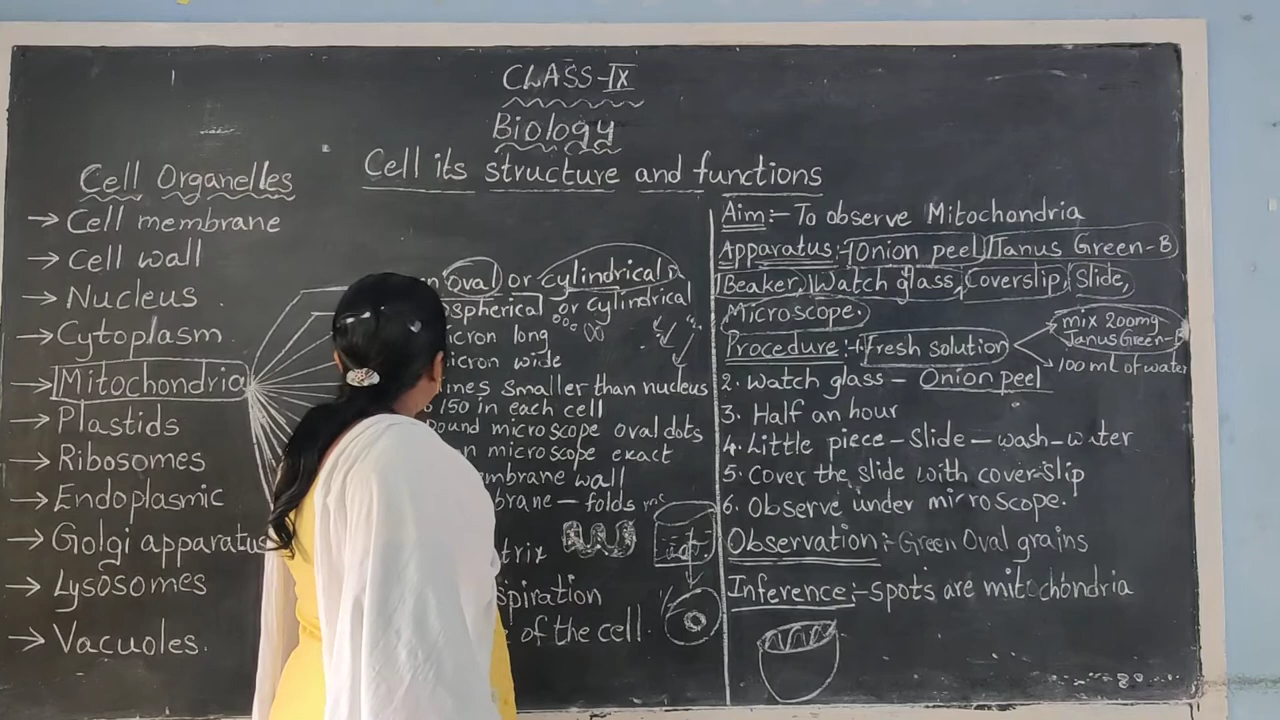 CLASS-IX
Biology
Cell its structure and functions
Cell Organelles
→ Cell membrane
→ Cell wall
→ Nucleus
→ Cytoplasm
→ Mitochondria
→ Plastids
→ Ribosomes
→ Endoplasmic
→ Golgi apparatus
→ Lysosomes
→ Vacuoles.
oval or cylindrical
spherical or cylindrical
icron long
icron wide
times smaller than nucleus
150 in each cell
ound microscope oval dots
n microscope exact
mbrane wall
brane – folds
trix
spiration
of the cell
Aim:- To observe Mitochondria
Apparatus:- Onion peel, Janus Green-B
Beaker, Watch glass, Coverslip, Slide,
Microscope.
Procedure:- Fresh solution
mix 200mg
Janus Green-B
100 mL of water
2. Watch glass – Onion peel
3. Half an hour
4. Little piece – Slide – wash – water
5. Cover the slide with cover-slip
6. Observe under microscope.
Observation:- Green Oval grains
Inference:- spots are mitochondria